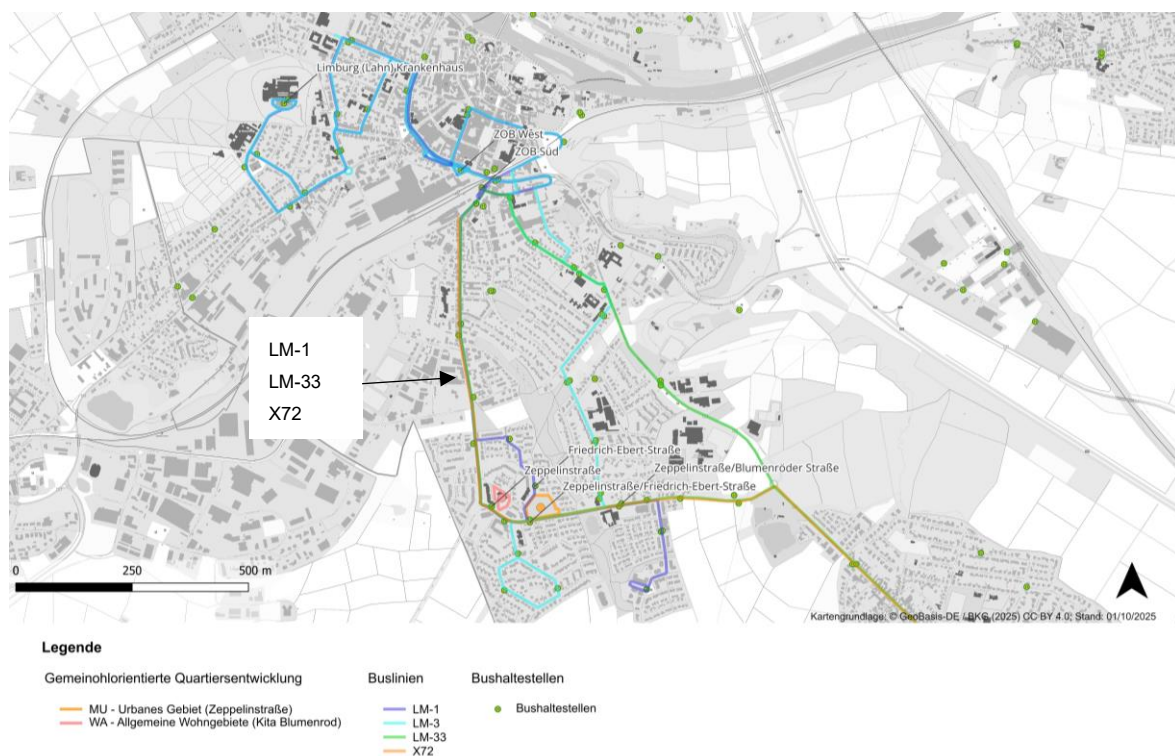 Limburg (Lahn) Krankenhaus
ZOB West
ZOB Süd
LM-1
LM-33
X72
Friedrich-Ebert-Straße
Zeppelinstraße
Zeppelinstraße/Blumenröder Straße
Zeppelinstraße/Friedrich-Ebert-Straße
0 250 500 m
Kartengrundlage: © GeoBasis-DE / BKG (2025) CC BY 4.0; Stand: 01/10/2025
Legende
Gemeinohlorientierte Quartiersentwicklung
MU - Urbanes Gebiet (Zeppelinstraße)
WA - Allgemeine Wohngebiete (Kita Blumenrod)
Buslinien
LM-1
LM-3
LM-33
X72
Bushaltestellen
Bushaltestellen